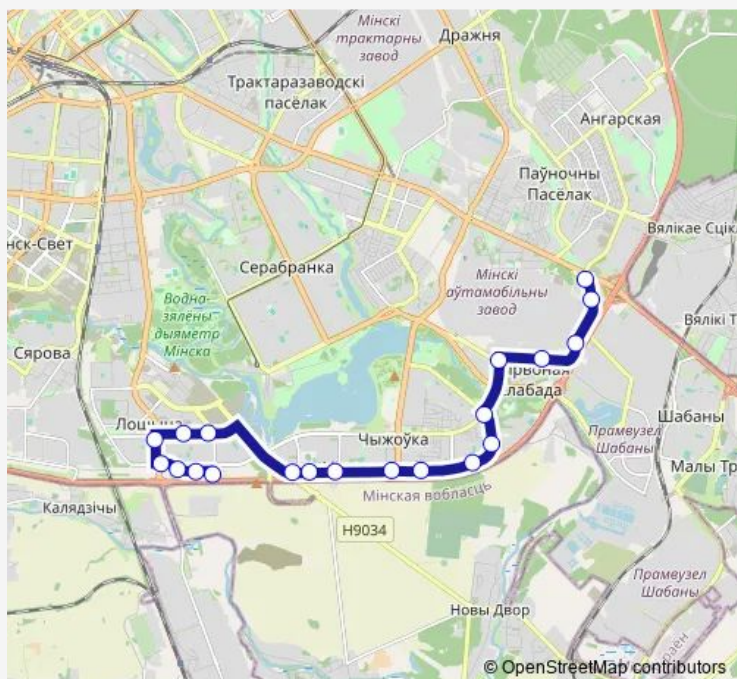 Мінскі
трактарны
завод
Дражня
Трактаразаводскі
пасёлак
Ангарская
Паўночны
Пасёлак
Вялікае Сціклева
нск-Свет
Серабранка
Мінскі
аўтамабільны
завод
Водна-
зялёны
дыяметр
Мінска
Вялікі Т
Сярова
Лошыца
Чыжоўка
рвоная
лабада
Шабаны
Прамвузел
Шабаны
Малы Тр
Калядзічы
Мінская вобласць
H9034
Прамвузел
Шабаны
Новы Двор
© OpenStreetMap contributors